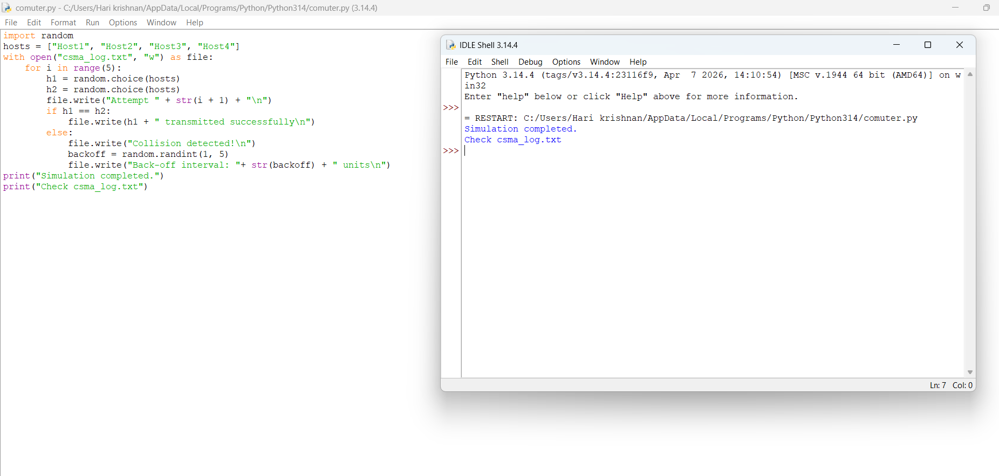 comuter.py - C:/Users/Hari krishnan/AppData/Local/Programs/Python/Python314/comuter.py (3.14.4)
File Edit Format Run Options Window Help
import random
hosts = ["Host1", "Host2", "Host3", "Host4"]
with open("csma_log.txt", "w") as file:
    for i in range(5):
        h1 = random.choice(hosts)
        h2 = random.choice(hosts)
        file.write("Attempt " + str(i + 1) + "\n")
        if h1 == h2:
            file.write(h1 + " transmitted successfully\n")
        else:
            file.write("Collision detected!\n")
            backoff = random.randint(1, 5)
            file.write("Back-off interval: "+ str(backoff) + " units\n")
print("Simulation completed.")
print("Check csma_log.txt")
IDLE Shell 3.14.4
File Edit Shell Debug Options Window Help
Python 3.14.4 (tags/v3.14.4:23116f9, Apr  7 2026, 14:10:54) [MSC v.1944 64 bit (AMD64)] on w
in32
Enter "help" below or click "Help" above for more information.
>>>
= RESTART: C:/Users/Hari krishnan/AppData/Local/Programs/Python/Python314/comuter.py
Simulation completed.
Check csma_log.txt
>>>
Ln: 7 Col: 0